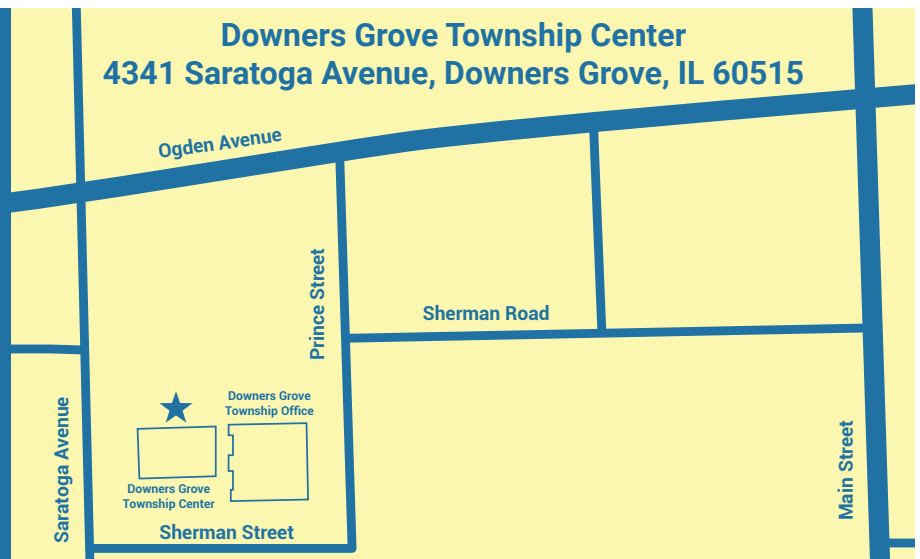 Downers Grove Township Center
4341 Saratoga Avenue, Downers Grove, IL 60515
Ogden Avenue
Prince Street
Sherman Road
Downers Grove
Township Office
Saratoga Avenue
Downers Grove
Township Center
Main Street
Sherman Street